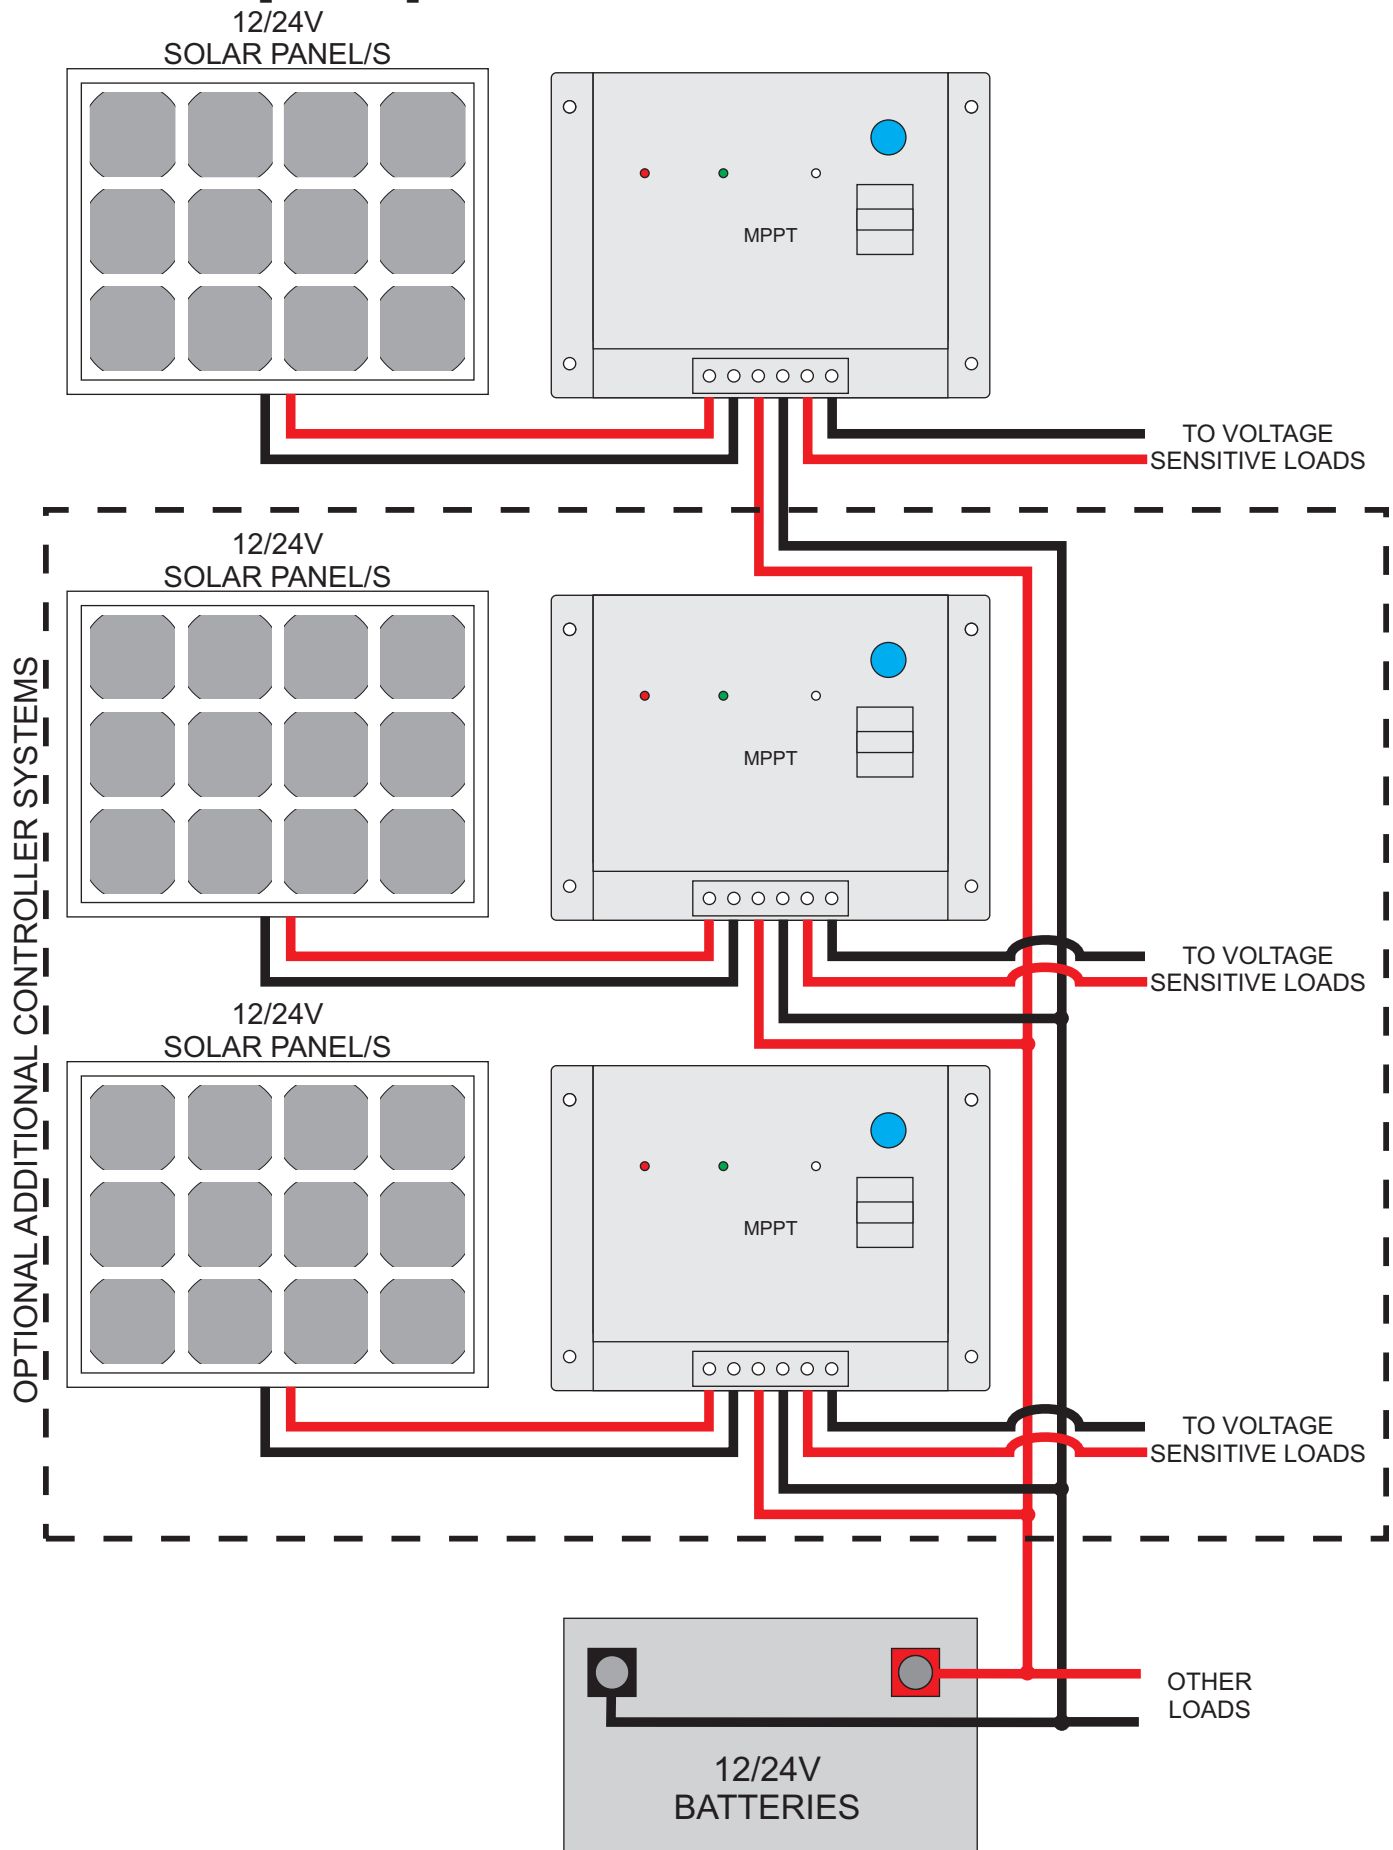 12/24V
SOLAR PANEL/S
MPPT
TO VOLTAGE
SENSITIVE LOADS
OPTIONAL ADDITIONAL CONTROLLER SYSTEMS
12/24V
SOLAR PANEL/S
MPPT
TO VOLTAGE
SENSITIVE LOADS
12/24V
SOLAR PANEL/S
MPPT
TO VOLTAGE
SENSITIVE LOADS
OTHER
LOADS
12/24V
BATTERIES